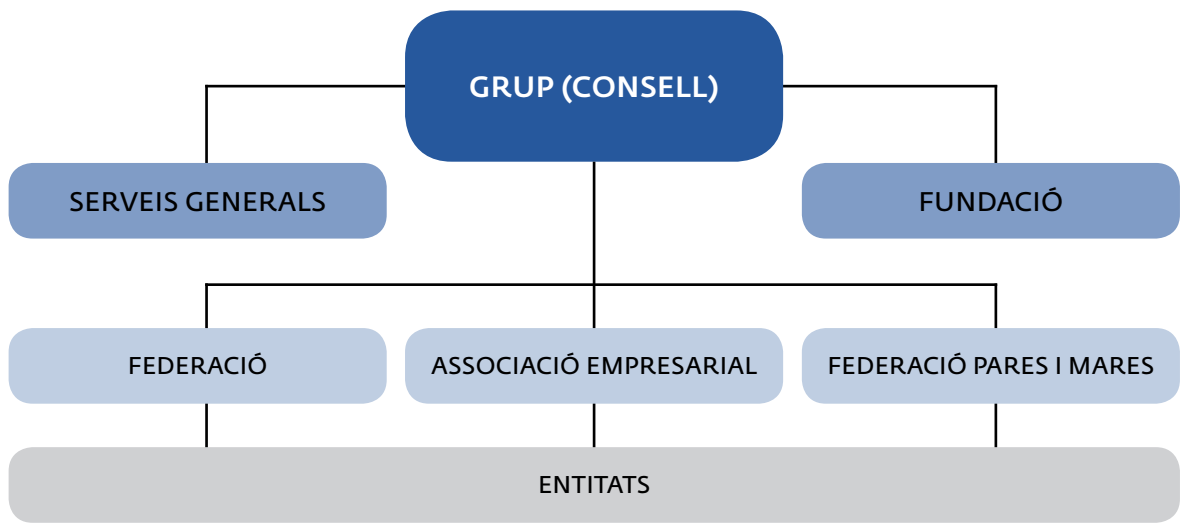 GRUP (CONSELL)
SERVEIS GENERALS
FUNDACIÓ
FEDERACIÓ
ASSOCIACIÓ EMPRESARIAL
FEDERACIÓ PARES I MARES
ENTITATS